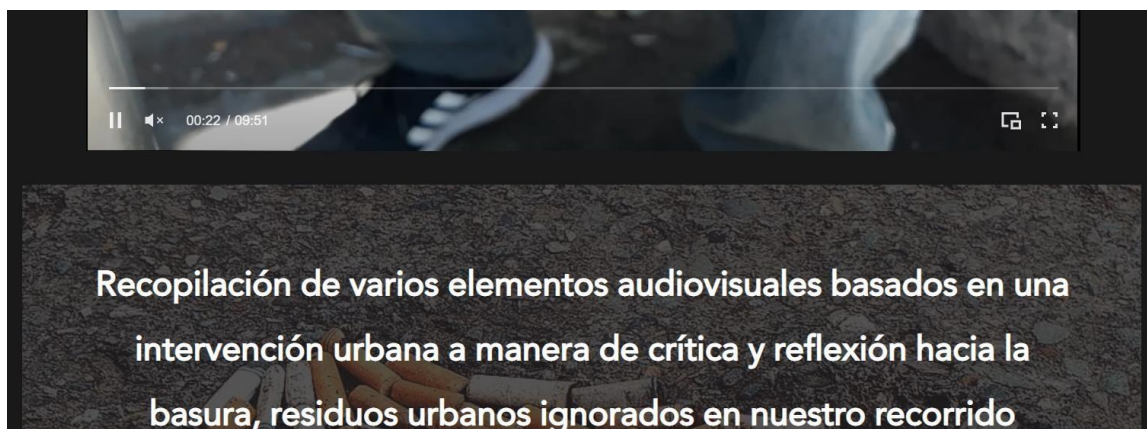 00:22 / 09:51
Recopilación de varios elementos audiovisuales basados en una
intervención urbana a manera de crítica y reflexión hacia la
basura, residuos urbanos ignorados en nuestro recorrido